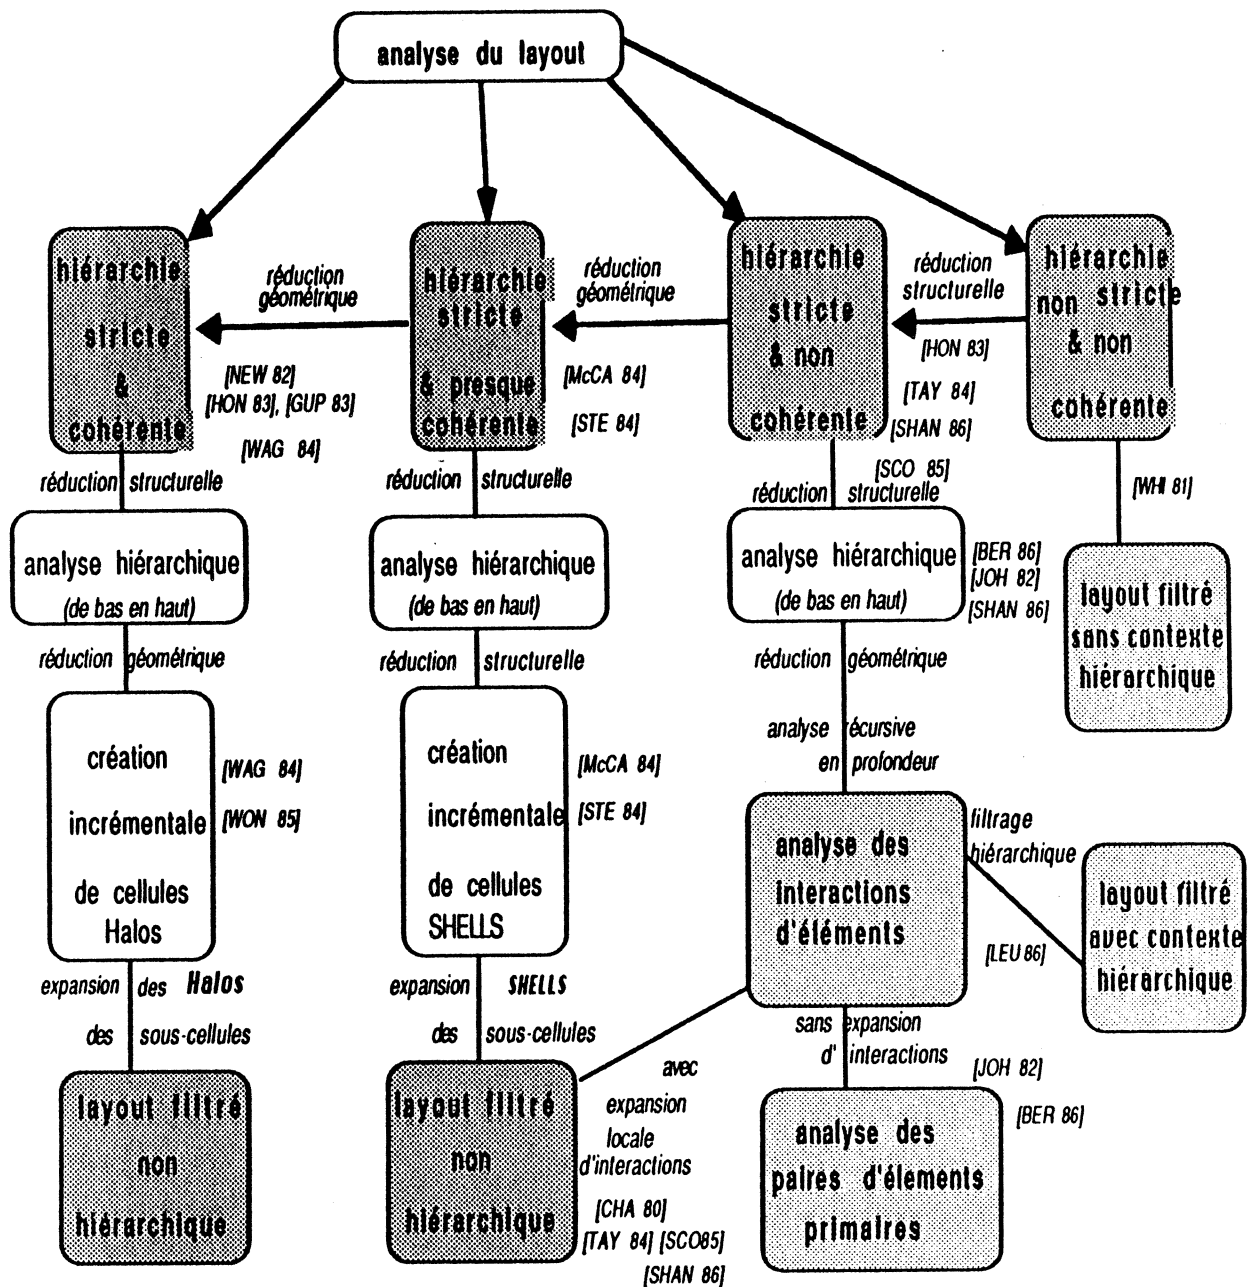 analyse du layout
hiérarchie
stricte
&
cohérente
réduction
géométrique
[NEW 82]
[HON 83], [GUP 83]
[WAG 84]
hiérarchie
stricte
& presque
cohérente
réduction
géométrique
[McCA 84]
[STE 84]
hiérarchie
stricte
& non
cohérente
réduction
structurelle
[HON 83]
[TAY 84]
[SHAN 86]
[SCO 85]
hiérarchie
non stricte
& non
cohérente
[WHI 81]
réduction structurelle
réduction structurelle
réduction structurelle
analyse hiérarchique
(de bas en haut)
analyse hiérarchique
(de bas en haut)
analyse hiérarchique
(de bas en haut)
[BER 86]
[JOH 82]
[SHAN 86]
layout filtré
sans contexte
hiérarchique
réduction géométrique
réduction structurelle
réduction géométrique
création
incrémentale
de cellules
Halos
[WAG 84]
[WON 85]
création
incrémentale
de cellules
SHELLS
[McCA 84]
[STE 84]
analyse récursive
en profondeur
analyse des
interactions
d'éléments
filtrage
hiérarchique
[LEU 86]
layout filtré
avec contexte
hiérarchique
expansion des Halos
des sous-cellules
expansion SHELLS
des sous-cellules
sans expansion
d' interactions
[JOH 82]
[BER 86]
layout filtré
non
hiérarchique
layout filtré
non
hiérarchique
avec
expansion
locale
d'interactions
[CHA 80]
[TAY 84] [SCO85]
[SHAN 86]
analyse des
paires d'élements
primaires